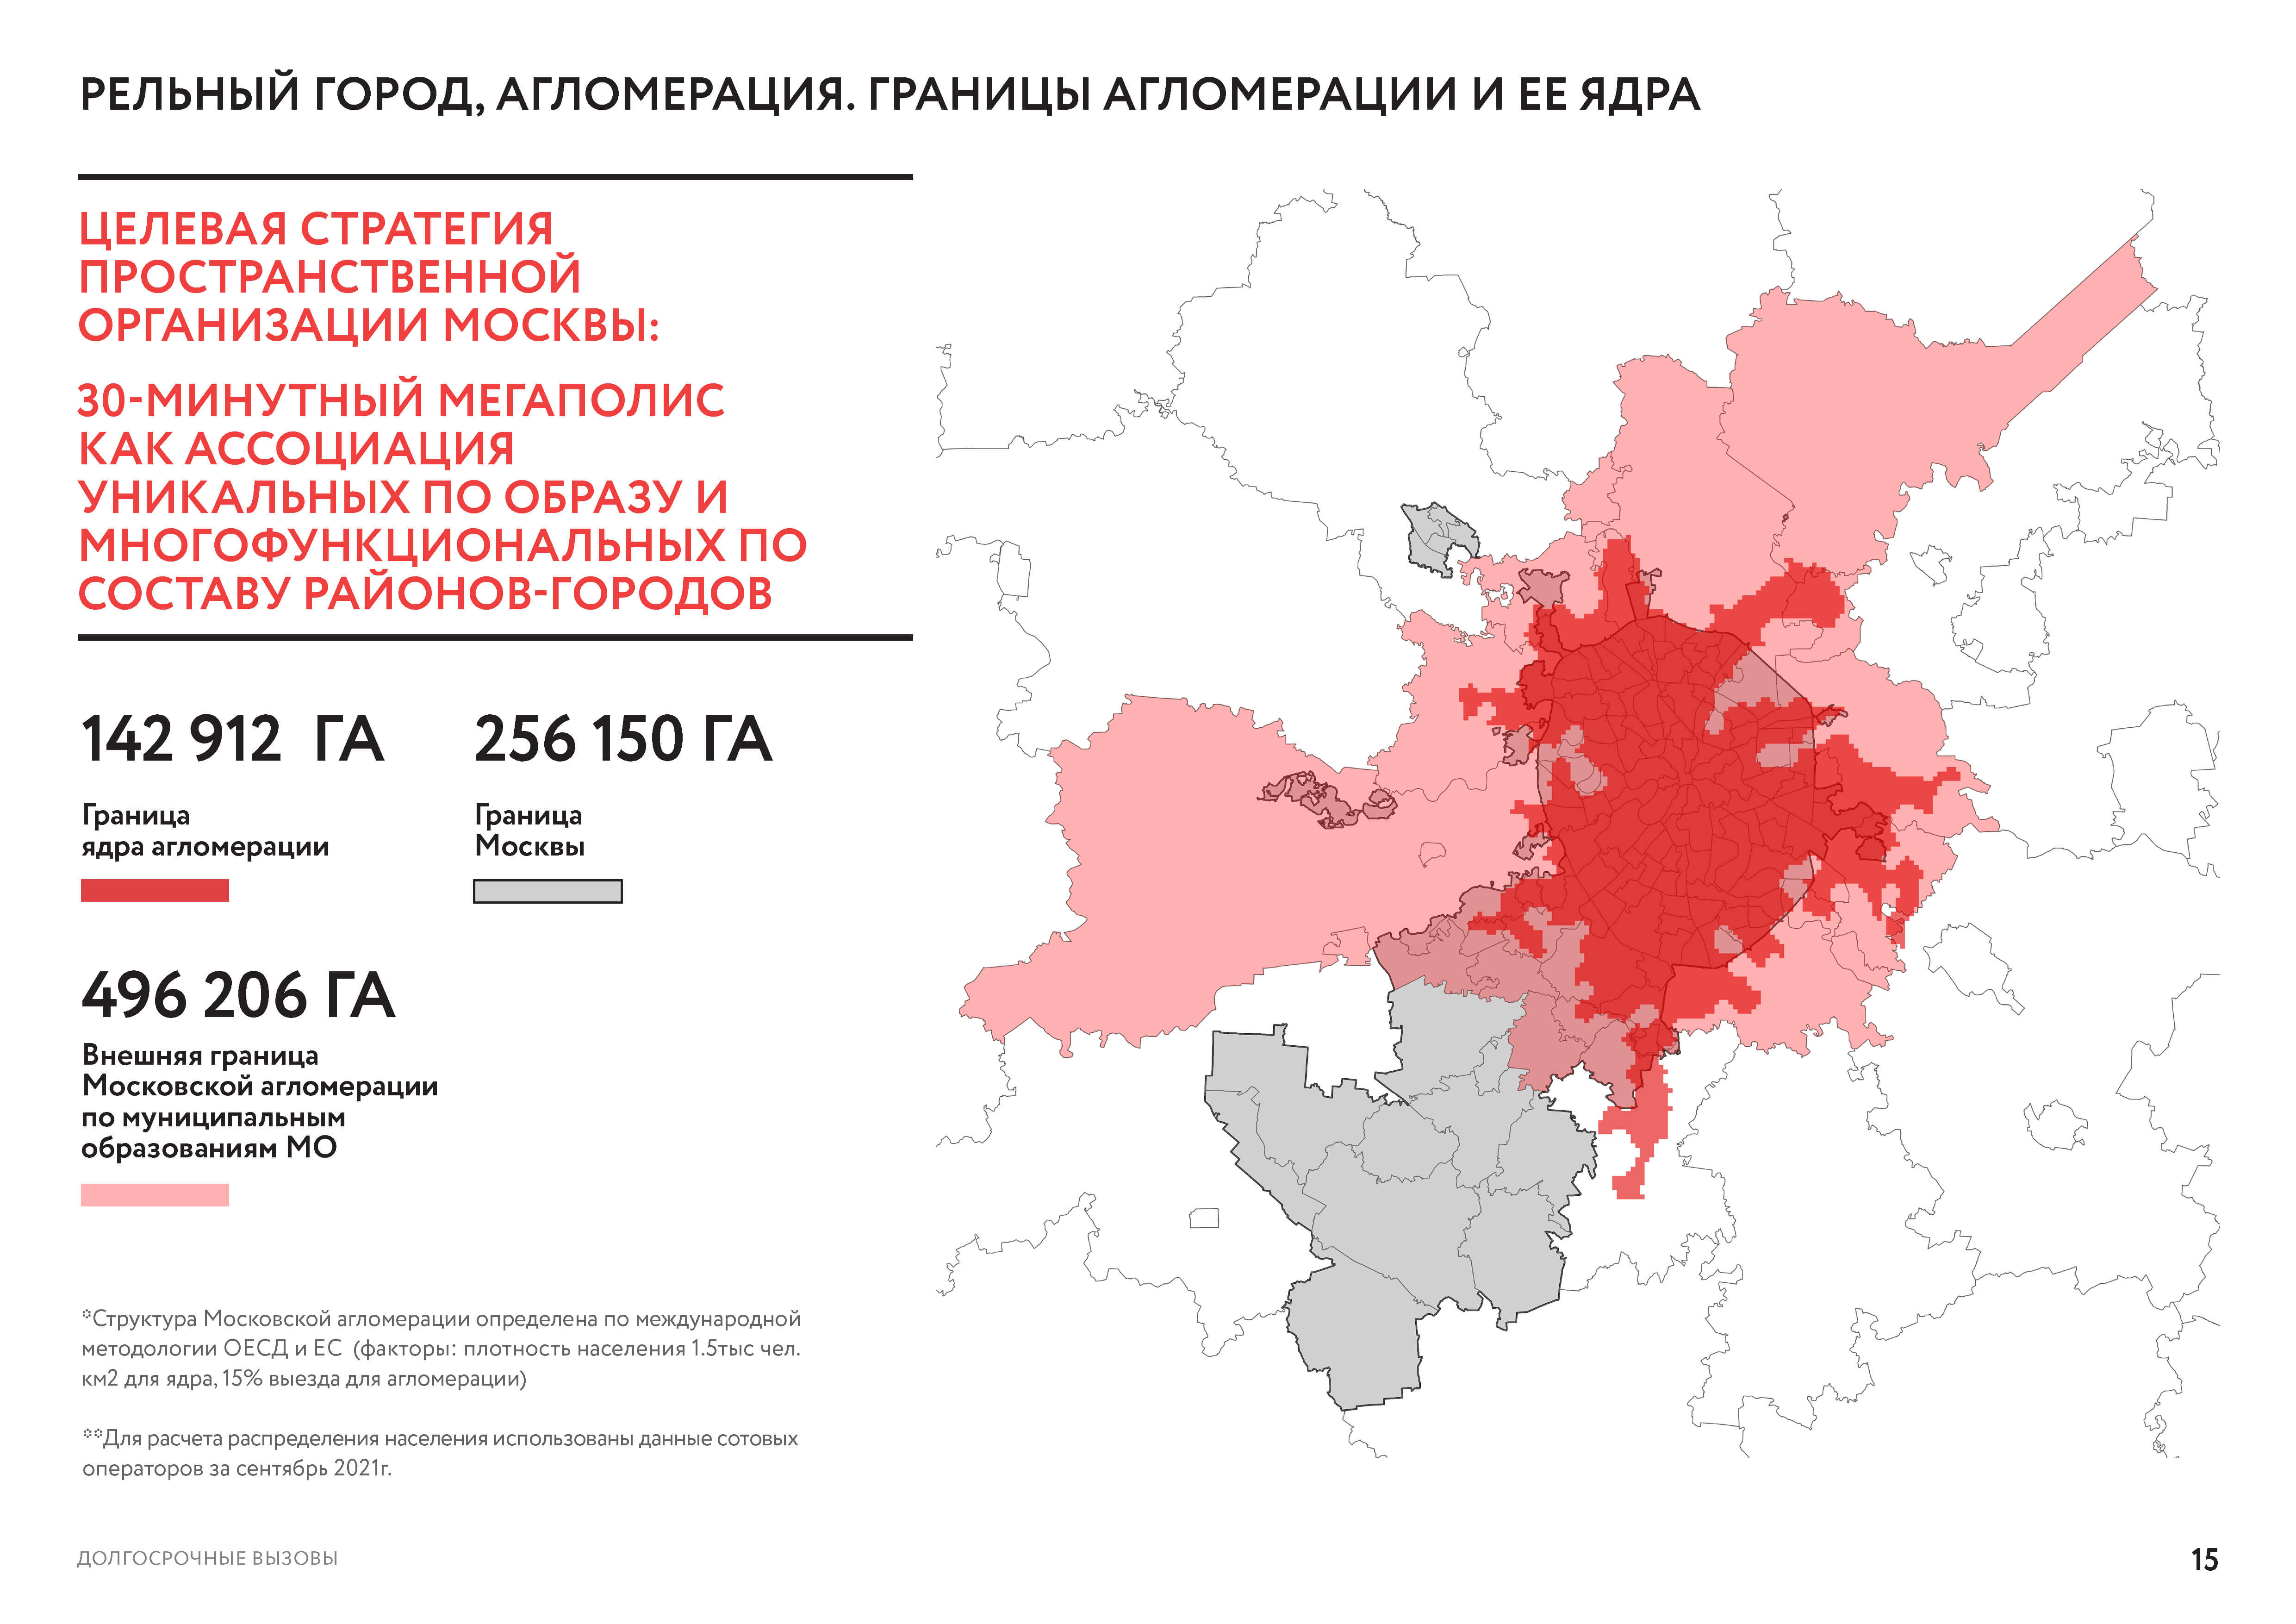 РЕЛЬНЫЙ ГОРОД, АГЛОМЕРАЦИЯ. ГРАНИЦЫ АГЛОМЕРАЦИИ И ЕЕ ЯДРА
ЦЕЛЕВАЯ СТРАТЕГИЯ
ПРОСТРАНСТВЕННОЙ
ОРГАНИЗАЦИИ МОСКВЫ:
30-МИНУТНЫЙ МЕГАПОЛИС
КАК АССОЦИАЦИЯ
УНИКАЛЬНЫХ ПО ОБРАЗУ И
МНОГОФУНКЦИОНАЛЬНЫХ ПО
СОСТАВУ РАЙОНОВ-ГОРОДОВ
142 912 ГА
Граница
ядра агломерации
256 150 ГА
Граница
Москвы
496 206 ГА
Внешняя граница
Московской агломерации
по муниципальным
образованиям МО
*Структура Московской агломерации определена по международной
методологии ОЕСД и ЕС (факторы: плотность населения 1.5тыс чел.
км2 для ядра, 15% выезда для агломерации)
**Для расчета распределения населения использованы данные сотовых
операторов за сентябрь 2021г.
ДОЛГОСРОЧНЫЕ ВЫЗОВЫ
15